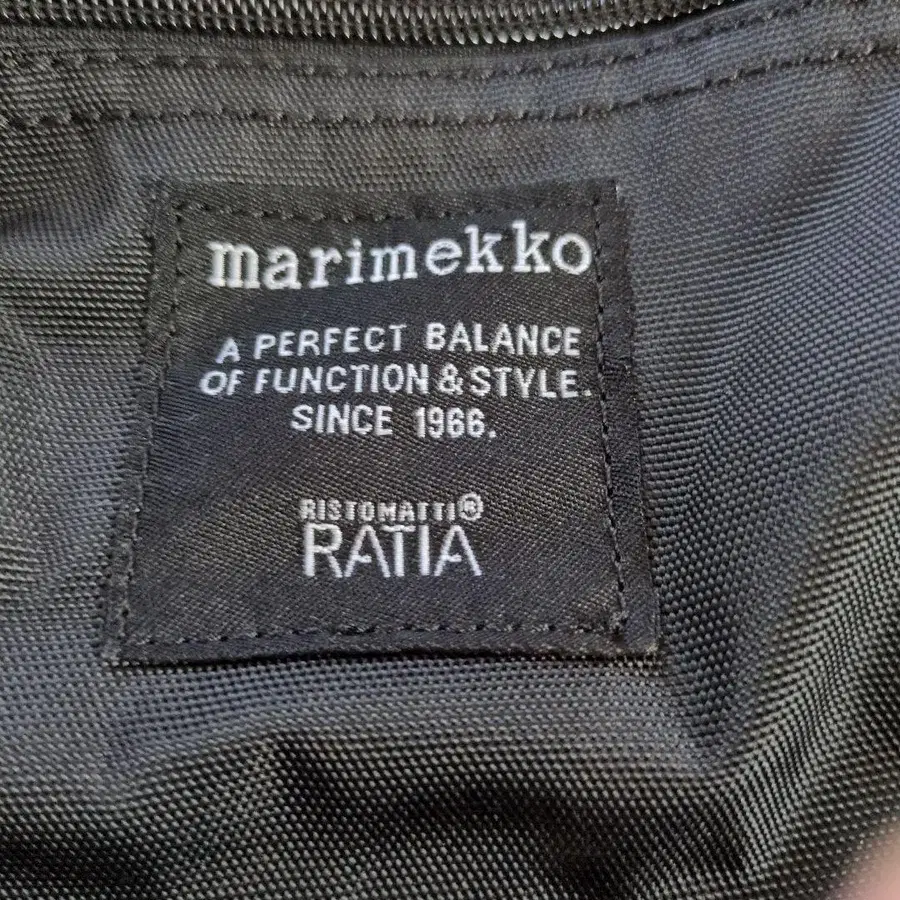 marimekko
A PERFECT BALANCE
OF FUNCTION & STYLE.
SINCE 1966.
RISTOMATTI®
RATIA